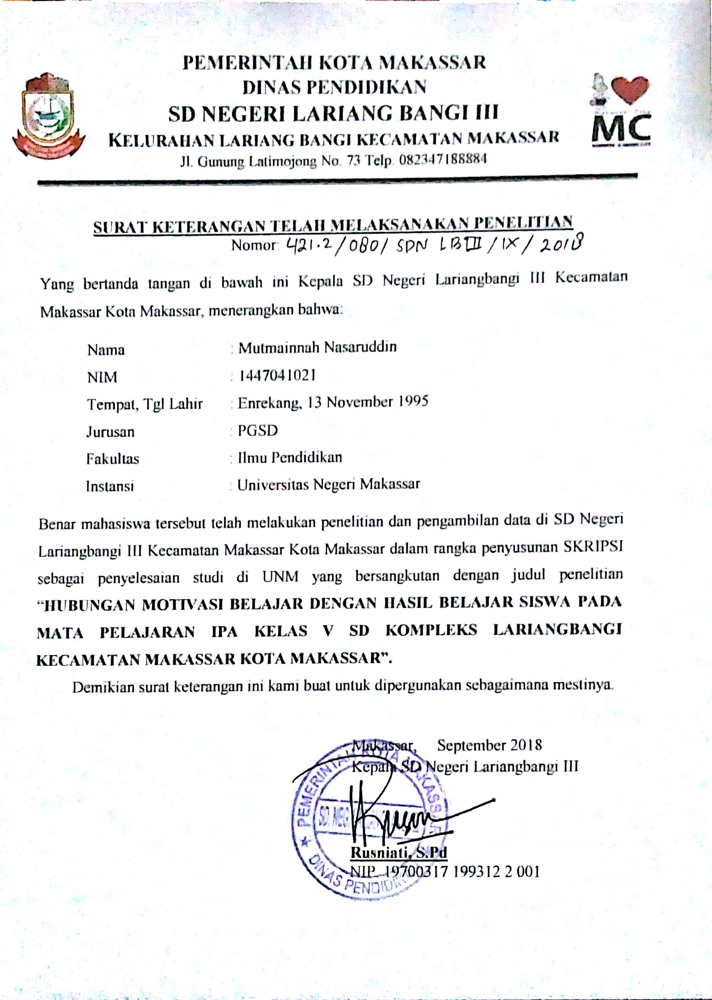 PEMERINTAH KOTA MAKASSAR
DINAS PENDIDIKAN
SD NEGERI LARIANG BANGI III
KELURAHAN LARIANG BANGI KECAMATAN MAKASSAR
Jl. Gunung Latimojong No. 73 Telp. 082347188884
MC
SURAT KETERANGAN TELAH MELAKSANAKAN PENELITIAN
Nomor: 421.2/080/ SDN LB III / IX / 2018
Yang bertanda tangan di bawah ini Kepala SD Negeri Lariangbangi III Kecamatan
Makassar Kota Makassar, menerangkan bahwa:
Nama : Mutmainnah Nasaruddin
NIM : 1447041021
Tempat, Tgl Lahir : Enrekang, 13 November 1995
Jurusan : PGSD
Fakultas : Ilmu Pendidikan
Instansi : Universitas Negeri Makassar
Benar mahasiswa tersebut telah melakukan penelitian dan pengambilan data di SD Negeri
Lariangbangi III Kecamatan Makassar Kota Makassar dalam rangka penyusunan SKRIPSI
sebagai penyelesaian studi di UNM yang bersangkutan dengan judul penelitian
“HUBUNGAN MOTIVASI BELAJAR DENGAN HASIL BELAJAR SISWA PADA
MATA PELAJARAN IPA KELAS V SD KOMPLEKS LARIANGBANGI
KECAMATAN MAKASSAR KOTA MAKASSAR”.
Demikian surat keterangan ini kami buat untuk dipergunakan sebagaimana mestinya.
Makassar, September 2018
Kepala SD Negeri Lariangbangi III
PEMERINTAH KOTA MAKASSAR
SD. NEG
DINAS PENDIDIKAN
Rusniati, S.Pd
NIP. 19700317 199312 2 001